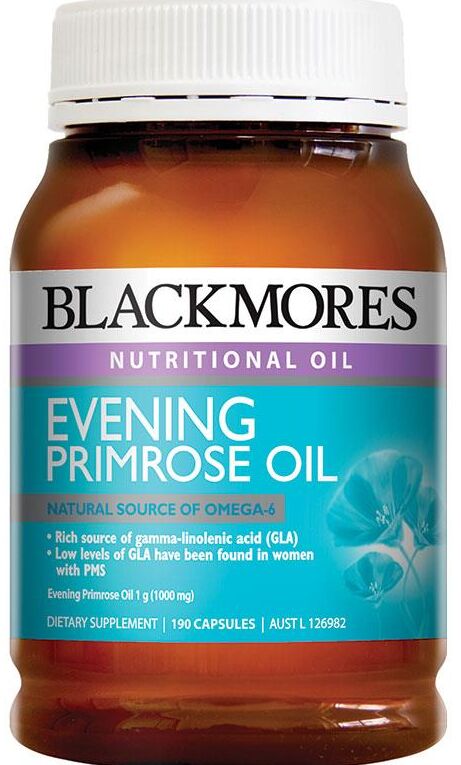 BLACKMORES
NUTRITIONAL OIL
EVENING
PRIMROSE OIL
NATURAL SOURCE OF OMEGA-6
• Rich source of gamma-linolenic acid (GLA)
• Low levels of GLA have been found in women
with PMS
Evening Primrose Oil 1 g (1000 mg)
DIETARY SUPPLEMENT | 190 CAPSULES | AUST L 126982